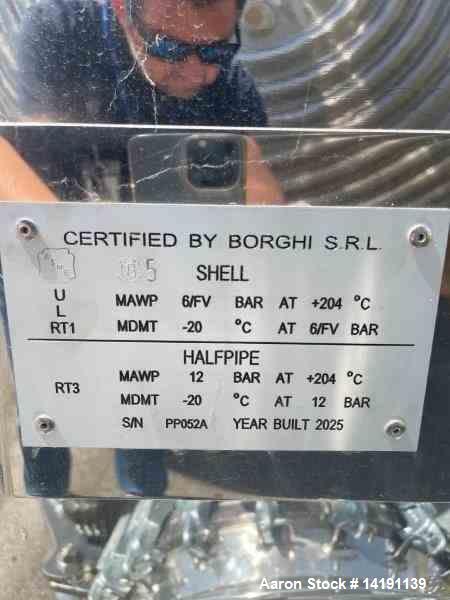 CERTIFIED BY BORGHI S.R.L.
SHELL
U
L
RT1
MAWP 6/FV BAR AT +204 °C
MDMT -20 °C AT 6/FV BAR
HALFPIPE
RT3
MAWP 12 BAR AT +204 °C
MDMT -20 °C AT 12 BAR
S/N PP052A YEAR BUILT 2025
Aaron Stock #14191139